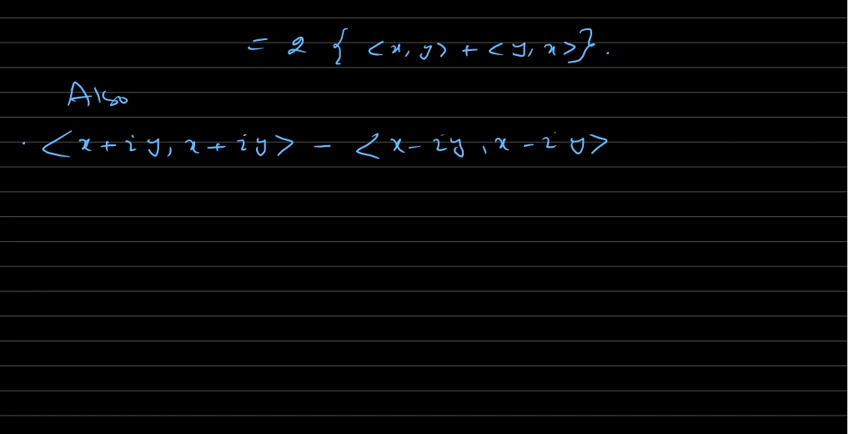 = 2 { <x, y> + <y, x> }.
Also
<x + iy, x + iy> - <x - iy, x - iy>